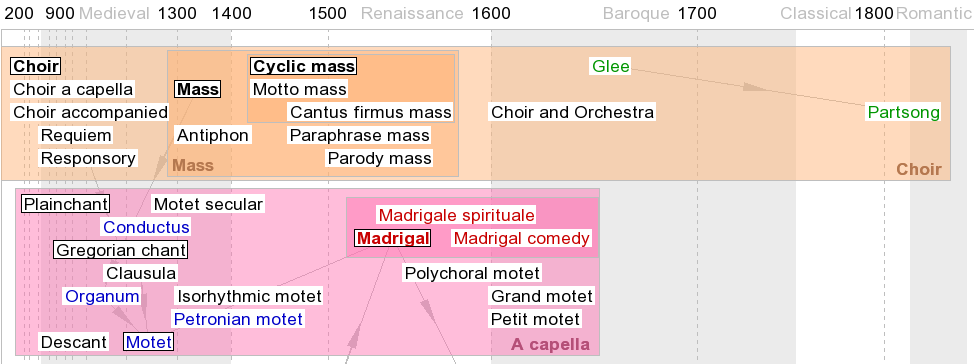 200 900 Medieval 1300 1400 1500 Renaissance 1600 Baroque 1700 Classical 1800 Romantic
Choir Cyclic mass Glee
Choir a capella Mass Motto mass
Choir accompanied Cantus firmus mass Choir and Orchestra Partsong
Requiem Antiphon Paraphrase mass
Responsory Mass Parody mass Choir
Plainchant Motet secular
Madrigale spirituale
Conductus
Gregorian chant Madrigal Madrigal comedy
Clausula Polychoral motet
Organum Isorhythmic motet Grand motet
Petronian motet Petit motet
Descant Motet A capella